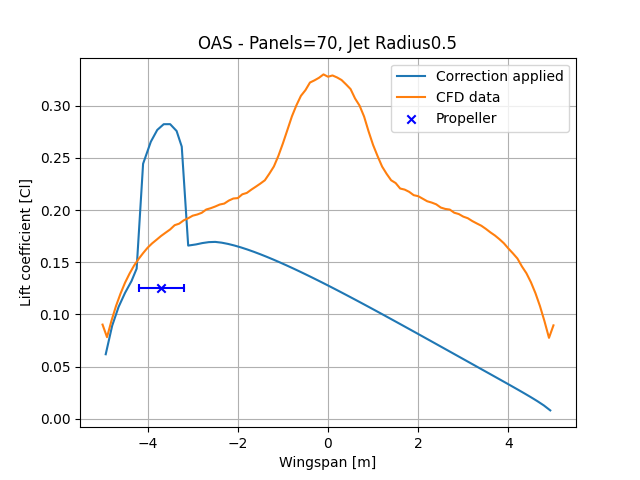 OAS - Panels=70, Jet Radius0.5
Correction applied
CFD data
Propeller
Lift coefficient [Cl]
0.30
0.25
0.20
0.15
0.10
0.05
0.00
−4
−2
0
2
4
Wingspan [m]